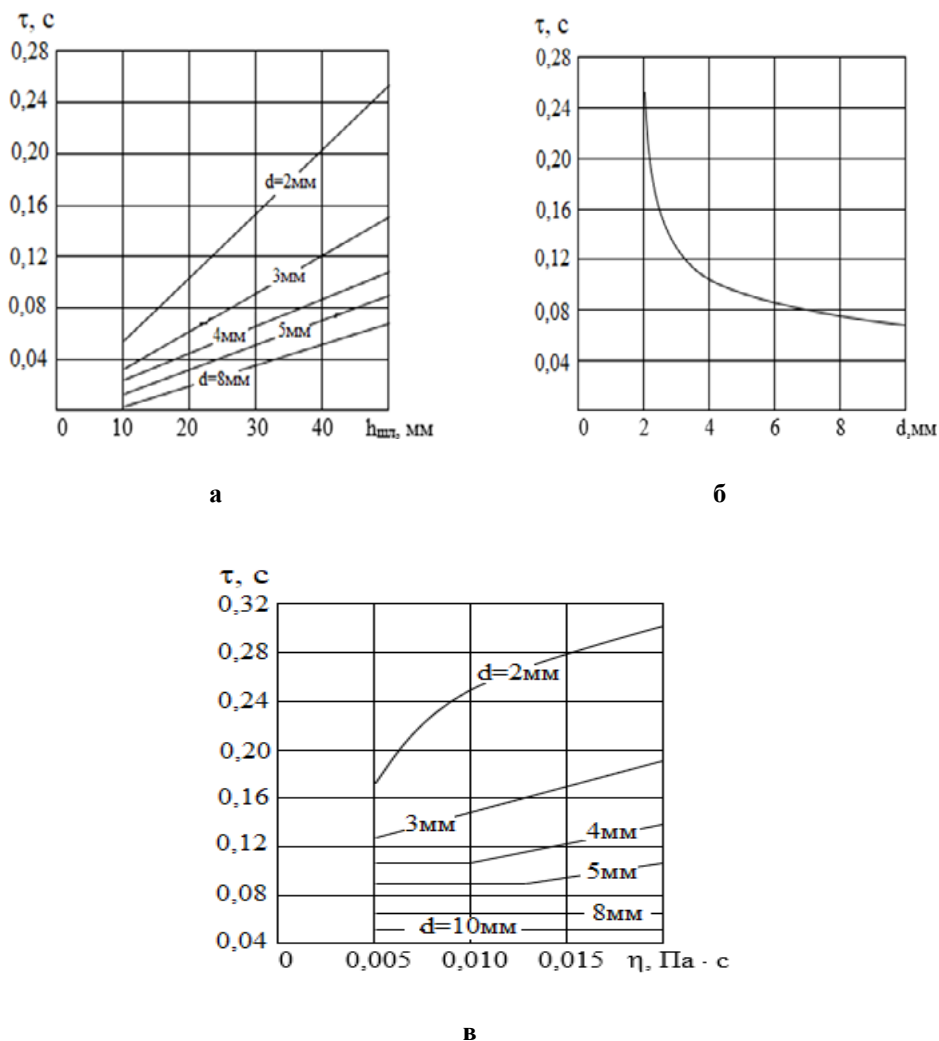 τ, с
0,28
0,24
0,20
0,16
0,12
0,08
0,04
d=2мм
3мм
4мм
5мм
d=8мм
0 10 20 30 40 hшл, мм
а
τ, с
0,28
0,24
0,20
0,16
0,12
0,08
0,04
0 2 4 6 8 d,мм
б
τ, с
0,32
0,28
0,24
0,20
0,16
0,12
0,08
0,04
d=2мм
3мм
4мм
5мм
8мм
d=10мм
0 0,005 0,010 0,015 η, Па · с
в